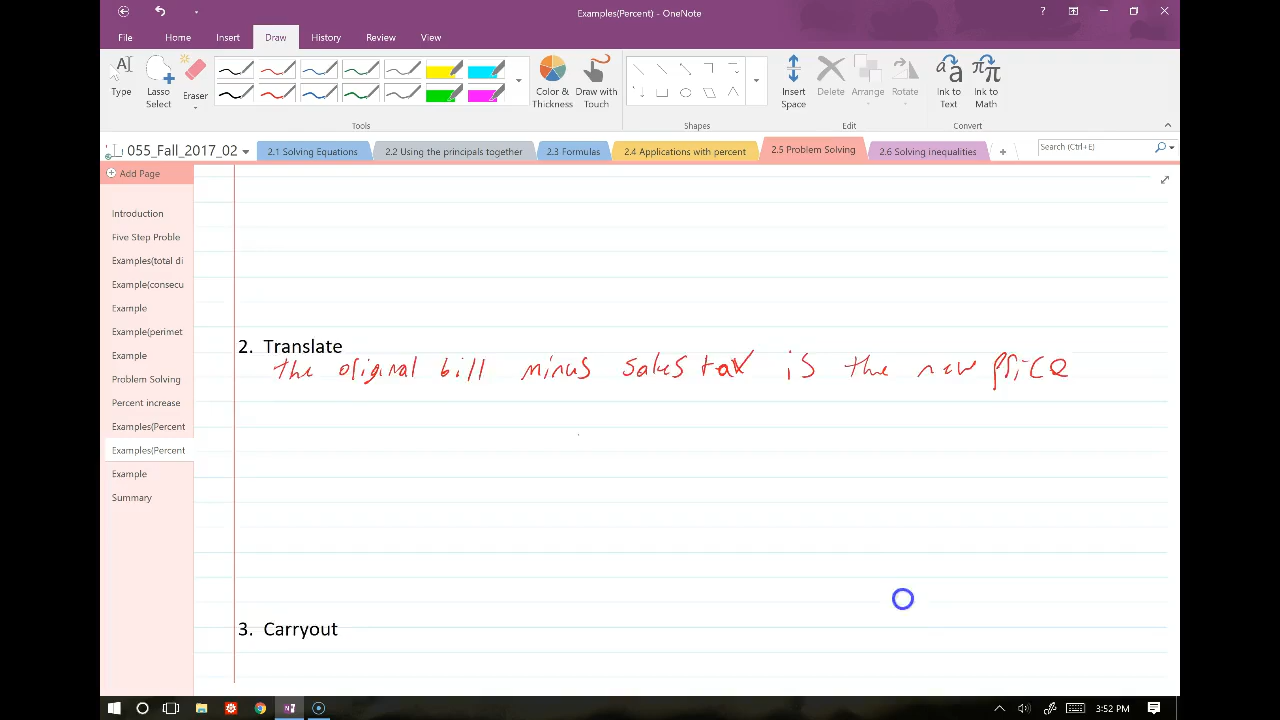 Examples(Percent) - OneNote
?
File Home Insert Draw History Review View
Type
Lasso Select
Eraser
Color & Thickness
Draw with Touch
Insert Space
Delete
Arrange
Rotate
Ink to Text
Ink to Math
Tools
Shapes
Edit
Convert
055_Fall_2017_02
2.1 Solving Equations
2.2 Using the principals together
2.3 Formulas
2.4 Applications with percent
2.5 Problem Solving
2.6 Solving inequalities
Search (Ctrl+E)
Add Page
Introduction
Five Step Proble
Examples(total di
Example(consecu
Example
Example(perimet
Example
Problem Solving
Percent increase
Examples(Percent
Examples(Percent
Example
Summary
2. Translate
the original bill minus sales tax is the new price
3. Carryout
3:52 PM